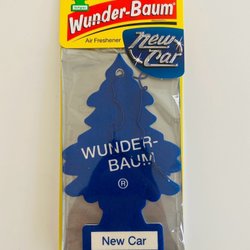 Wunder-Baum®
Air Freshener
New
Car
WUNDER-
BAUM
®
New Car